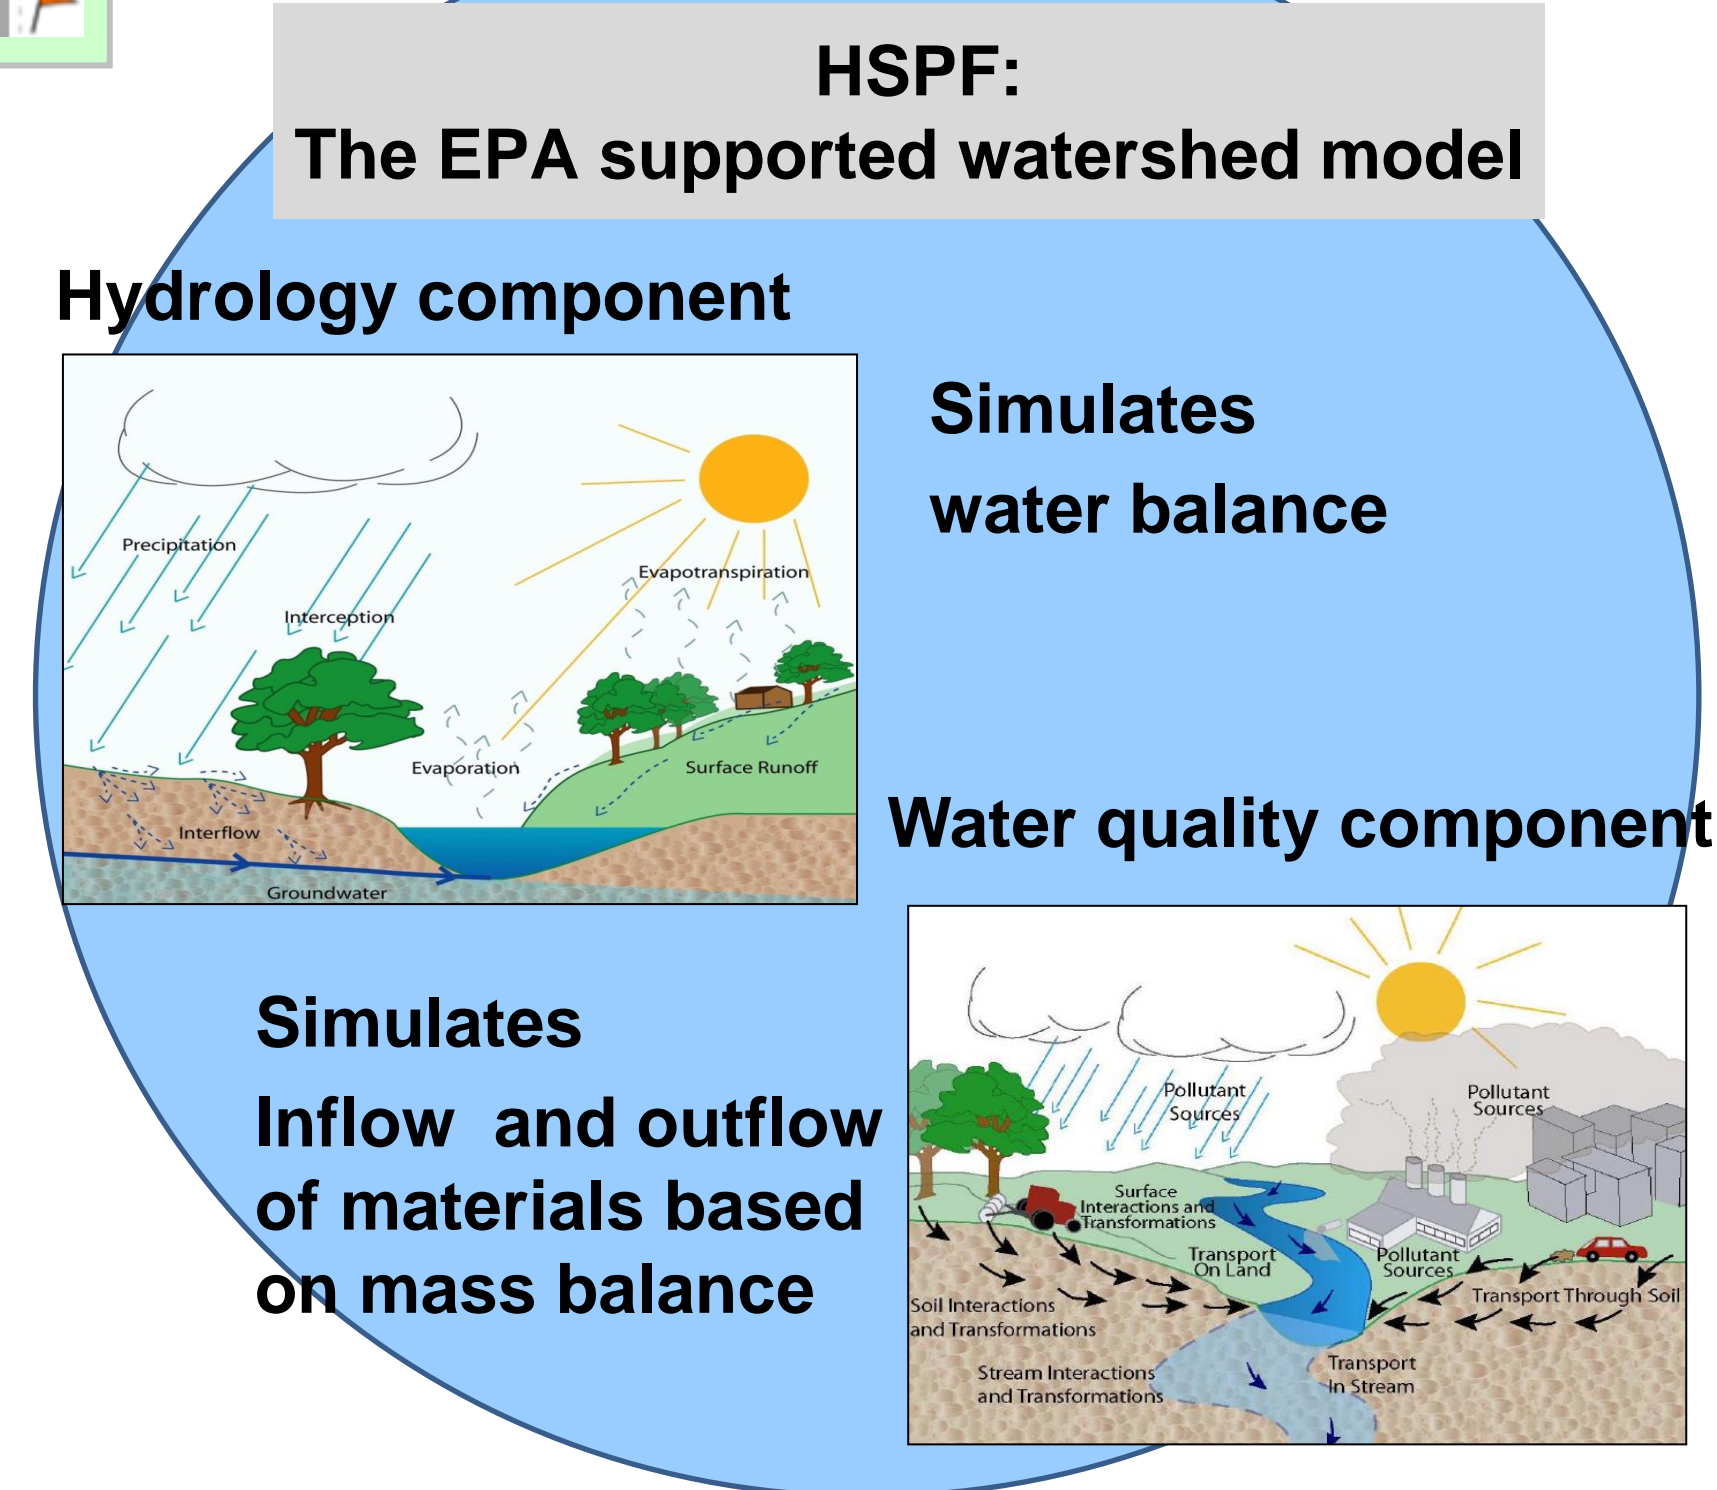 HSPF:
The EPA supported watershed model
Hydrology component
Precipitation
Interception
Evapotranspiration
Evaporation
Surface Runoff
Interflow
Groundwater
Simulates
water balance
Water quality component
Simulates
Inflow  and outflow
of materials based
on mass balance
Pollutant
Sources
Pollutant
Sources
Surface
Interactions and
Transformations
Transport
On Land
Pollutant
Sources
Transport Through Soil
Soil Interactions
and Transformations
Stream Interactions
and Transformations
Transport
In Stream